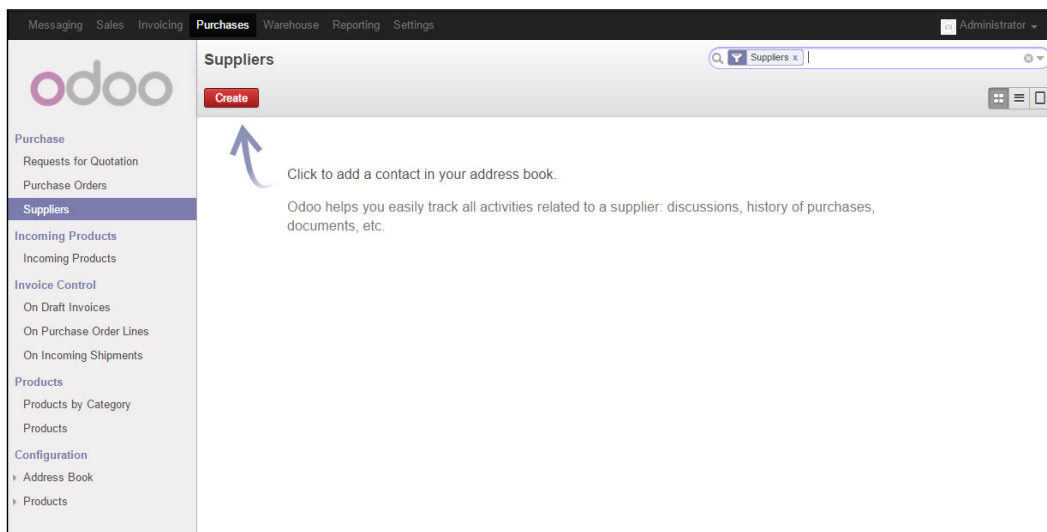 Messaging Sales Invoicing Purchases Warehouse Reporting Settings Administrator
odoo
Suppliers
Suppliers x
Create
Purchase
Requests for Quotation
Purchase Orders
Suppliers
Incoming Products
Incoming Products
Invoice Control
On Draft Invoices
On Purchase Order Lines
On Incoming Shipments
Products
Products by Category
Products
Configuration
Address Book
Products
Click to add a contact in your address book.
Odoo helps you easily track all activities related to a supplier: discussions, history of purchases,
documents, etc.